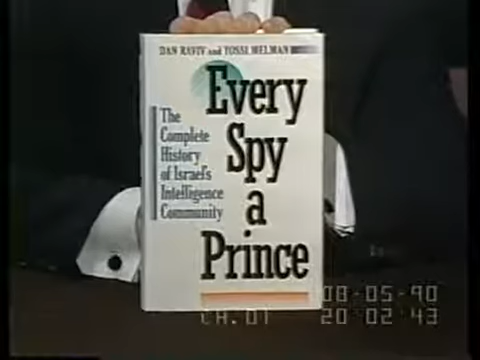 DAN RAVIV and YOSSI MELMAN
Every
Spy
a
Prince
The
Complete
History
of Israel's
Intelligence
Community
08-05-90
CH.01 20 02 43